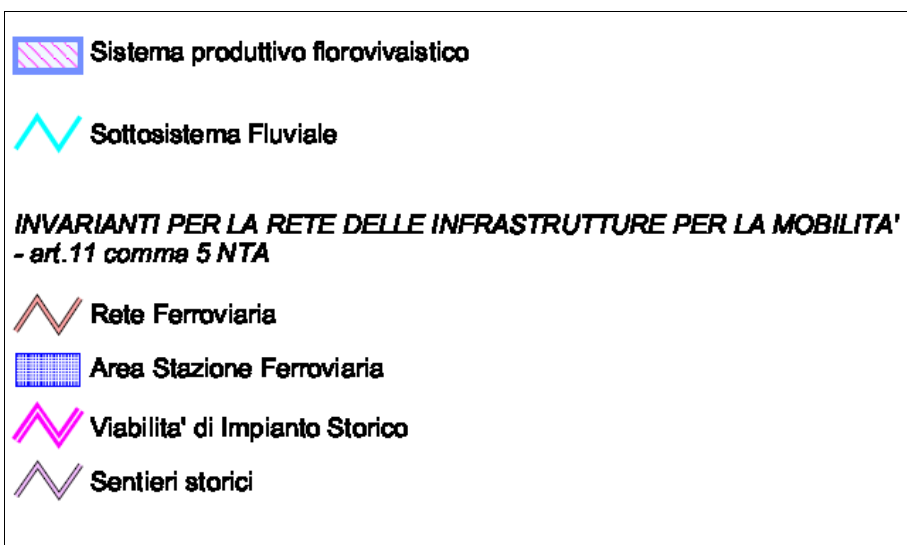 Sistema produttivo florovivaistico
Sottosistema Fluviale
INVARIANTI PER LA RETE DELLE INFRASTRUTTURE PER LA MOBILITA'
- art.11 comma 5 NTA
Rete Ferroviaria
Area Stazione Ferroviaria
Viabilita' di Impianto Storico
Sentieri storici